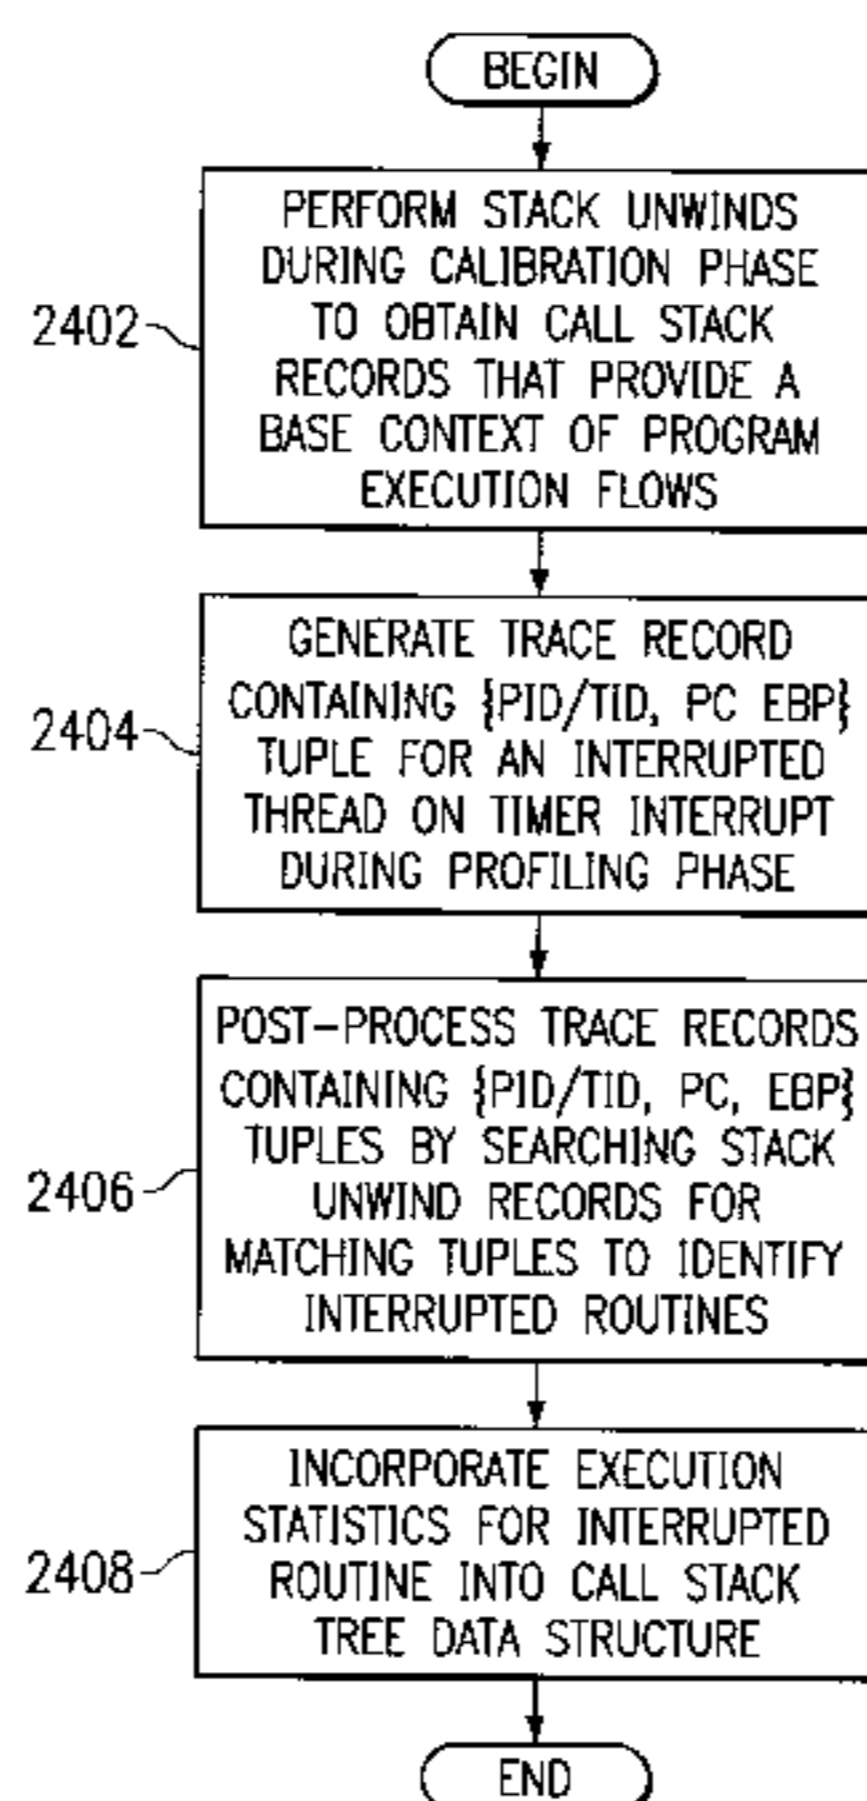 BEGIN
PERFORM STACK UNWINDS
DURING CALIBRATION PHASE
TO OBTAIN CALL STACK
RECORDS THAT PROVIDE A
BASE CONTEXT OF PROGRAM
EXECUTION FLOWS
2402
GENERATE TRACE RECORD
CONTAINING {PID/TID, PC EBP}
TUPLE FOR AN INTERRUPTED
THREAD ON TIMER INTERRUPT
DURING PROFILING PHASE
2404
POST-PROCESS TRACE RECORDS
CONTAINING {PID/TID, PC, EBP}
TUPLES BY SEARCHING STACK
UNWIND RECORDS FOR
MATCHING TUPLES TO IDENTIFY
INTERRUPTED ROUTINES
2406
INCORPORATE EXECUTION
STATISTICS FOR INTERRUPTED
ROUTINE INTO CALL STACK
TREE DATA STRUCTURE
2408
END